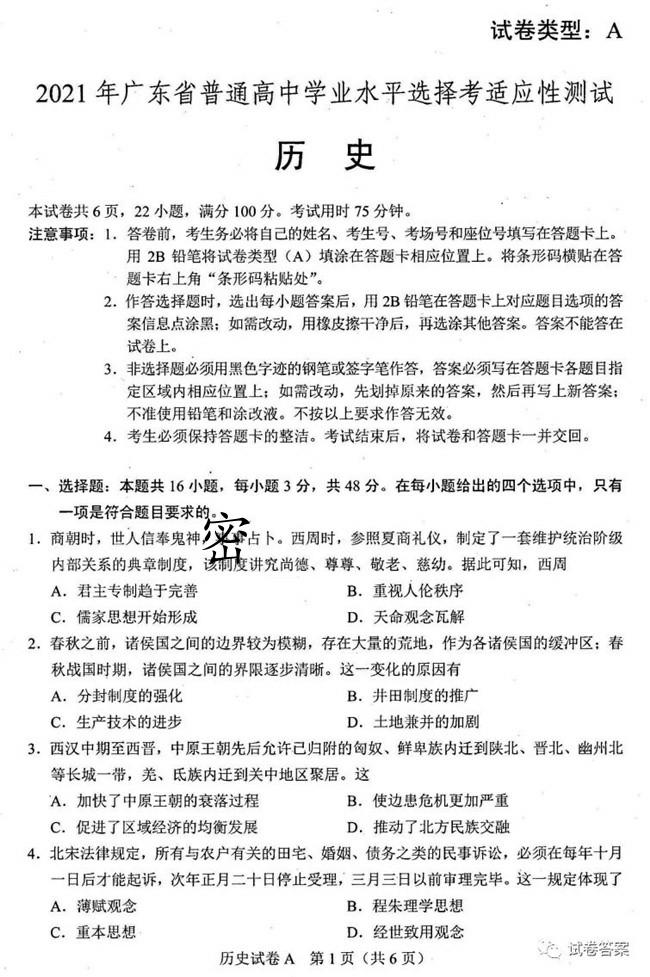 试卷类型：A
2021年广东省普通高中学业水平选择考适应性测试
历 史
本试卷共6页，22小题，满分100分。考试用时75分钟。
注意事项：1．答卷前，考生务必将自己的姓名、考生号、考场号和座位号填写在答题卡上。
用 2B 铅笔将试卷类型（A）填涂在答题卡相应位置上。将条形码横贴在答
题卡右上角“条形码粘贴处”。
2．作答选择题时，选出每小题答案后，用2B铅笔在答题卡上对应题目选项的答
案信息点涂黑；如需改动，用橡皮擦干净后，再选涂其他答案。答案不能答在
试卷上。
3．非选择题必须用黑色字迹的钢笔或签字笔作答，答案必须写在答题卡各题目指
定区域内相应位置上；如需改动，先划掉原来的答案，然后再写上新答案；
不准使用铅笔和涂改液。不按以上要求作答无效。
4．考生必须保持答题卡的整洁。考试结束后，将试卷和答题卡一并交回。
一、选择题：本题共16小题，每小题3分，共48分。在每小题给出的四个选项中，只有
一项是符合题目要求的。
密
1．商朝时，世人信奉鬼神，事占卜。西周时，参照夏商礼仪，制定了一套维护统治阶级
内部关系的典章制度，该制度讲究尚德、尊尊、敬老、慈幼。据此可知，西周
A．君主专制趋于完善 B．重视人伦秩序
C．儒家思想开始形成 D．天命观念瓦解
2．春秋之前，诸侯国之间的边界较为模糊，存在大量的荒地，作为各诸侯国的缓冲区；春
秋战国时期，诸侯国之间的界限逐步清晰。这一变化的原因有
A．分封制度的强化 B．井田制度的推广
C．生产技术的进步 D．土地兼并的加剧
3．西汉中期至西晋，中原王朝先后允许已归附的匈奴、鲜卑族内迁到陕北、晋北、幽州北
等长城一带，羌、氐族内迁到关中地区聚居。这
A．加快了中原王朝的衰落过程 B．使边患危机更加严重
C．促进了区域经济的均衡发展 D．推动了北方民族交融
4．北宋法律规定，所有与农户有关的田宅、婚姻、债务之类的民事诉讼，必须在每年十月
一日后才能起诉，次年正月二十日停止受理，三月三日以前审理完毕。这一规定体现了
A．薄赋观念 B．程朱理学思想
C．重本思想 D．经世致用观念
历史试卷A 第1页（共6页）
试卷答案